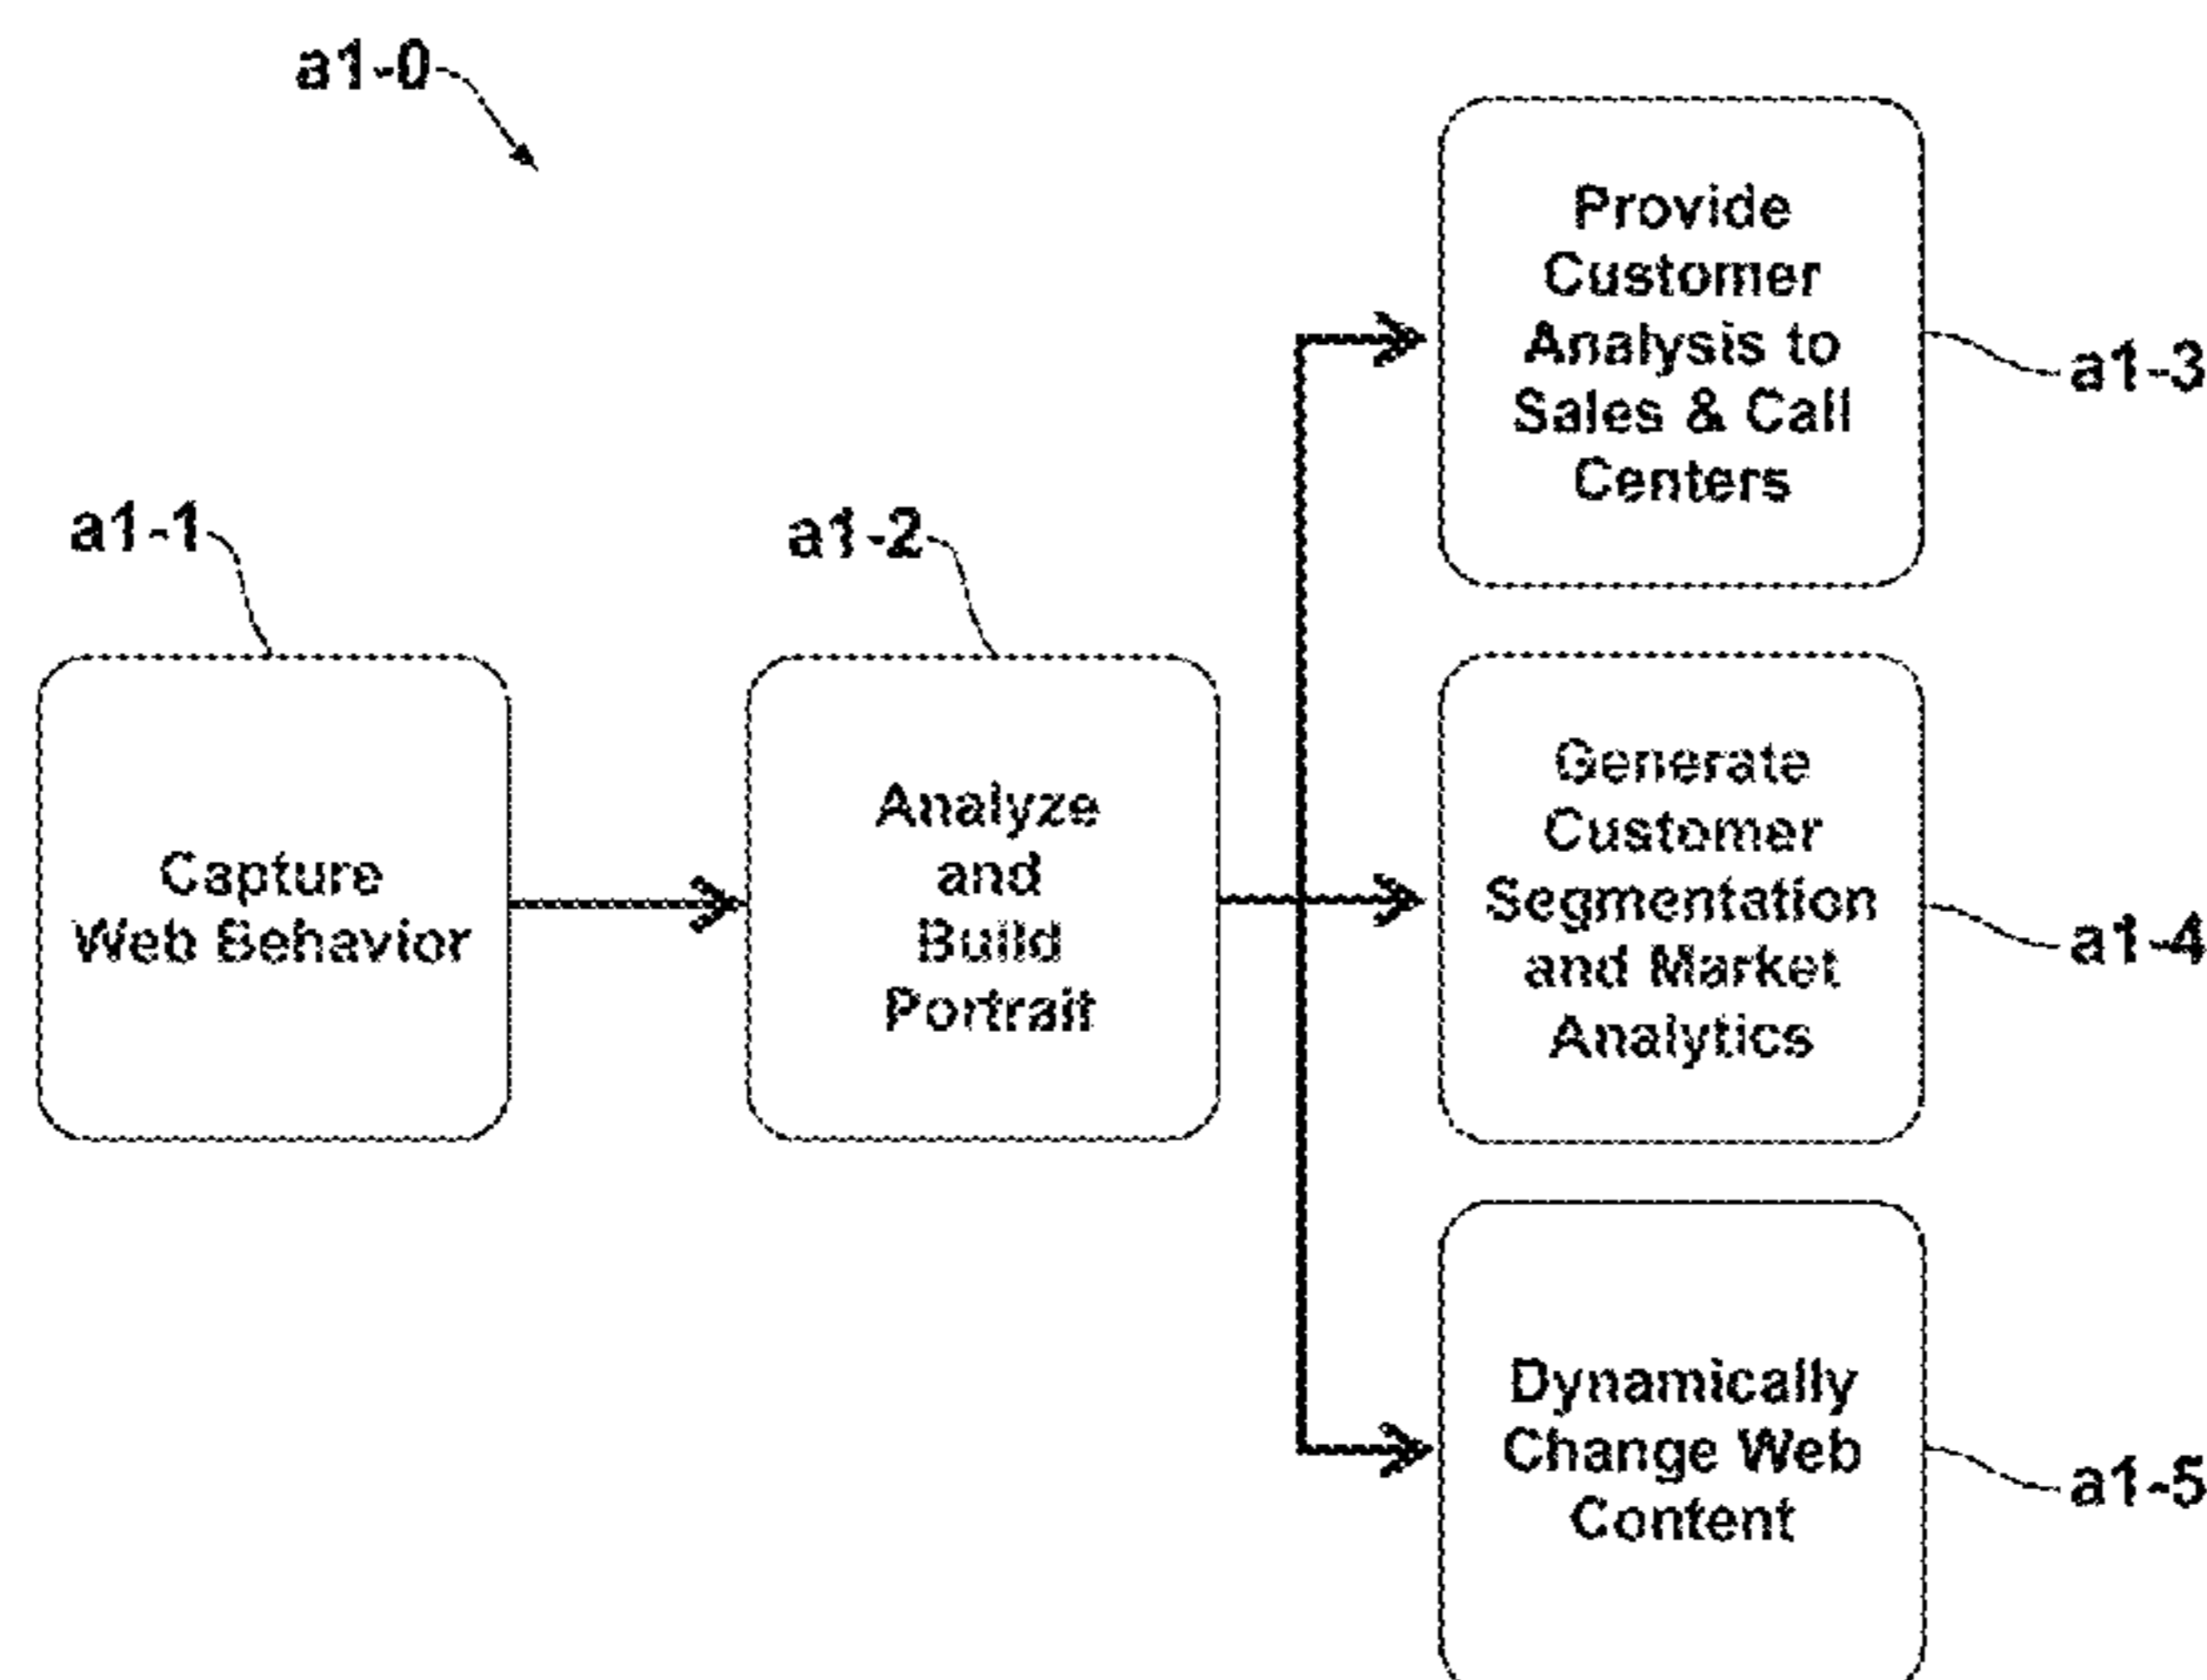 a1-0
a1-1
Capture
Web Behavior
a1-2
Analyze
and
Build
Portrait
Provide
Customer
Analysis to
Sales & Call
Centers
a1-3
Generate
Customer
Segmentation
and Market
Analytics
a1-4
Dynamically
Change Web
Content
a1-5